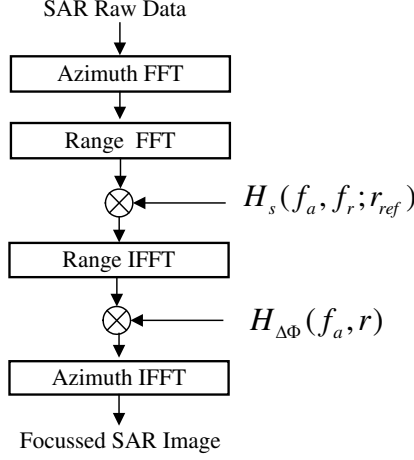 SAR Raw Data
Azimuth FFT
Range FFT
H_s(f_a, f_r; r_ref)
Range IFFT
H_ΔΦ(f_a, r)
Azimuth IFFT
Focussed SAR Image